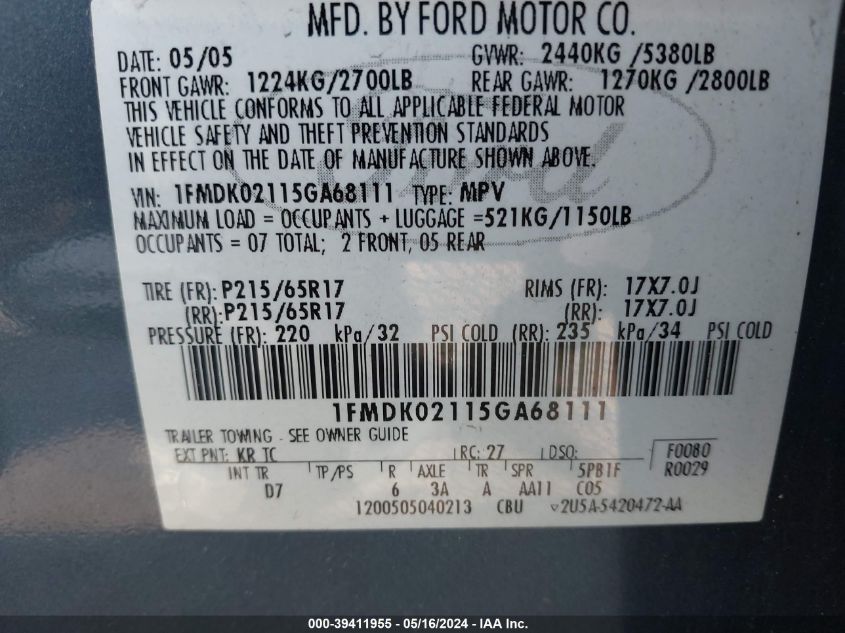 MFD. BY FORD MOTOR CO.
DATE: 05/05 GVWR: 2440KG /5380LB
FRONT GAWR: 1224KG/2700LB REAR GAWR: 1270KG /2800LB
THIS VEHICLE CONFORMS TO ALL APPLICABLE FEDERAL MOTOR
VEHICLE SAFETY AND THEFT PREVENTION STANDARDS
IN EFFECT ON THE DATE OF MANUFACTURE SHOWN ABOVE.
VIN: 1FMDK02115GA68111 TYPE: MPV
MAXIMUM LOAD = OCCUPANTS + LUGGAGE =521KG/1150LB
OCCUPANTS = 07 TOTAL; 2 FRONT, 05 REAR
TIRE (FR): P215/65R17 RIMS (FR): 17X7.0J
(RR): P215/65R17 (RR): 17X7.0J
PRESSURE (FR): 220 kPa/32 PSI COLD (RR): 235 kPa/34 PSI COLD
1FMDK02115GA68111
TRAILER TOWING - SEE OWNER GUIDE
EXT PNT: KR TC RC: 27 DSO: F0080
INT TR TP/PS R AXLE TR SPR 5PB1F R0029
D7 6 3A A AA11 C05
1200505040213 CBU 2U5A-5420472-AA
Ford
000-39411955 - 05/16/2024 - IAA Inc.